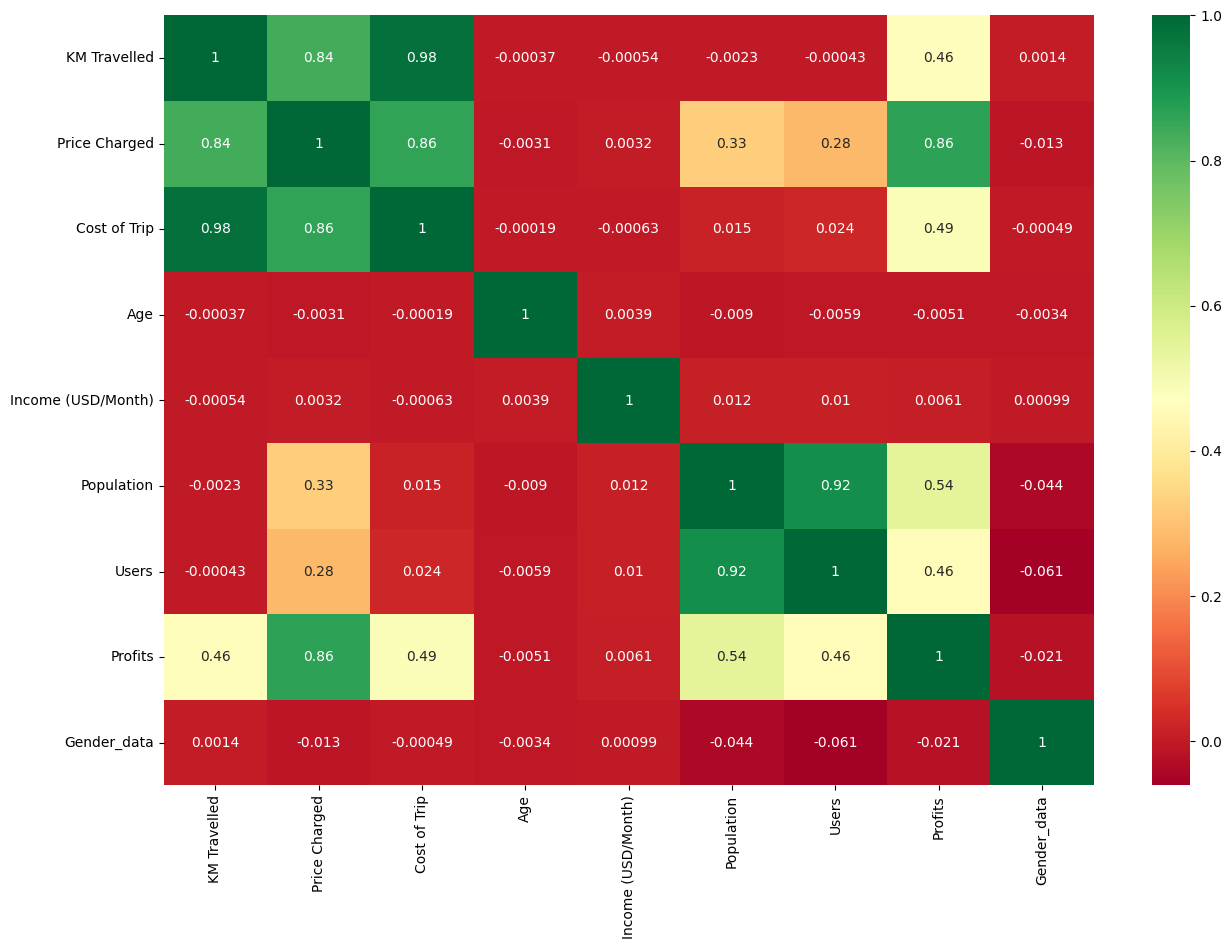 KM Travelled 1 0.84 0.98 -0.00037 -0.00054 -0.0023 -0.00043 0.46 0.0014
Price Charged 0.84 1 0.86 -0.0031 0.0032 0.33 0.28 0.86 -0.013
Cost of Trip 0.98 0.86 1 -0.00019 -0.00063 0.015 0.024 0.49 -0.00049
Age -0.00037 -0.0031 -0.00019 1 0.0039 -0.009 -0.0059 -0.0051 -0.0034
Income (USD/Month) -0.00054 0.0032 -0.00063 0.0039 1 0.012 0.01 0.0061 0.00099
Population -0.0023 0.33 0.015 -0.009 0.012 1 0.92 0.54 -0.044
Users -0.00043 0.28 0.024 -0.0059 0.01 0.92 1 0.46 -0.061
Profits 0.46 0.86 0.49 -0.0051 0.0061 0.54 0.46 1 -0.021
Gender_data 0.0014 -0.013 -0.00049 -0.0034 0.00099 -0.044 -0.061 -0.021 1
KM Travelled
Price Charged
Cost of Trip
Age
Income (USD/Month)
Population
Users
Profits
Gender_data
1.0
0.8
0.6
0.4
0.2
0.0